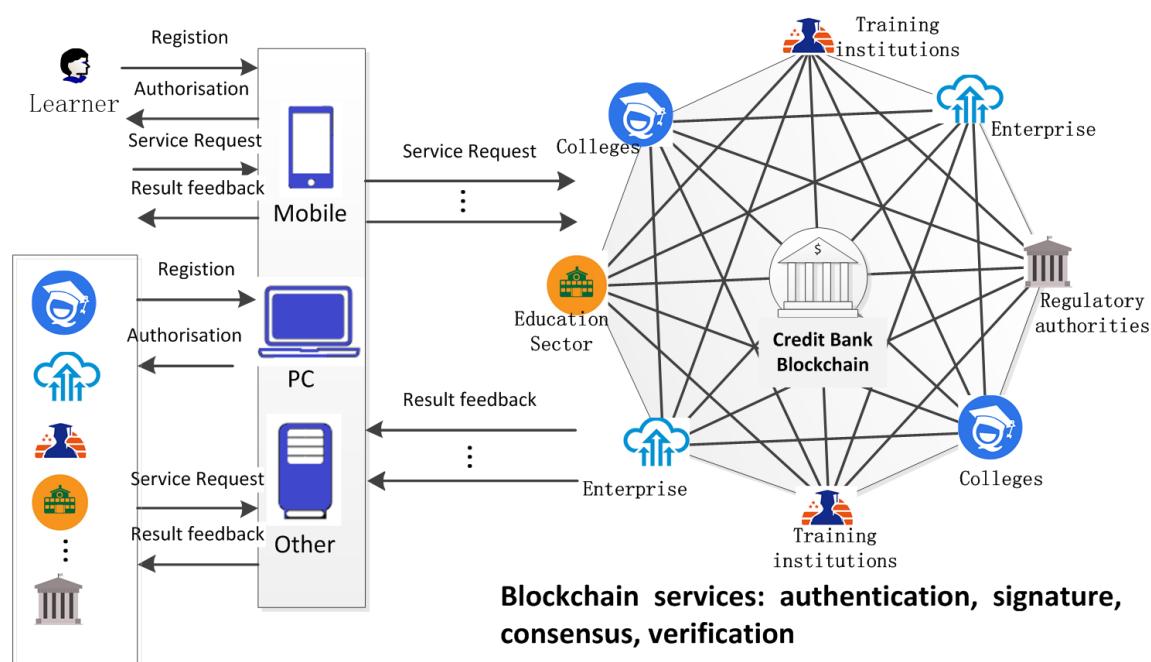 Registion
Learner
Authorisation
Service Request
Result feedback
Mobile
Registion
Authorisation
PC
Service Request
Result feedback
Other
Service Request
Result feedback
Training
institutions
Enterprise
Colleges
$
Education
Sector
Regulatory
authorities
Credit Bank
Blockchain
Enterprise
Colleges
Training
institutions
Blockchain services: authentication, signature,
consensus, verification